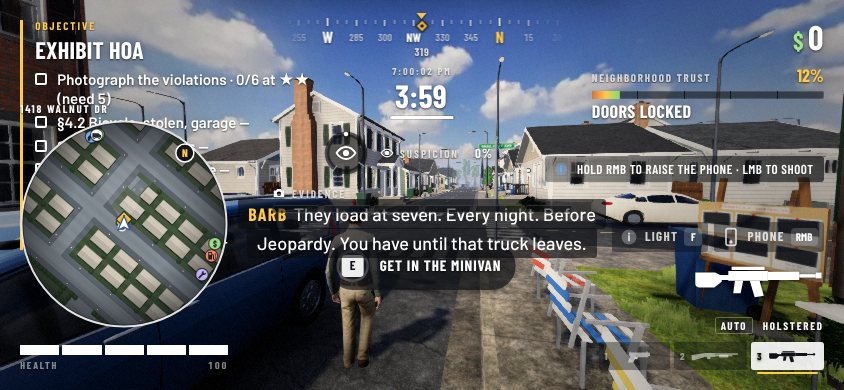 OBJECTIVE
EXHIBIT HOA
Photograph the violations · 0/6 at ★★
(need 5)
1418 WALNUT DR
§4.2 Bicycle, stolen, garage –
255 W 285 300 NW 330 345 N 15
319
7:00:02 PM
3:59
SUSPICION 0%
EVIDENCE
$0
NEIGHBORHOOD TRUST 12%
DOORS LOCKED
HOLD RMB TO RAISE THE PHONE · LMB TO SHOOT
BARB They load at seven. Every night. Before
Jeopardy. You have until that truck leaves.
E GET IN THE MINIVAN
LIGHT F PHONE RMB
N
AUTO HOLSTERED
2 3
HEALTH 100